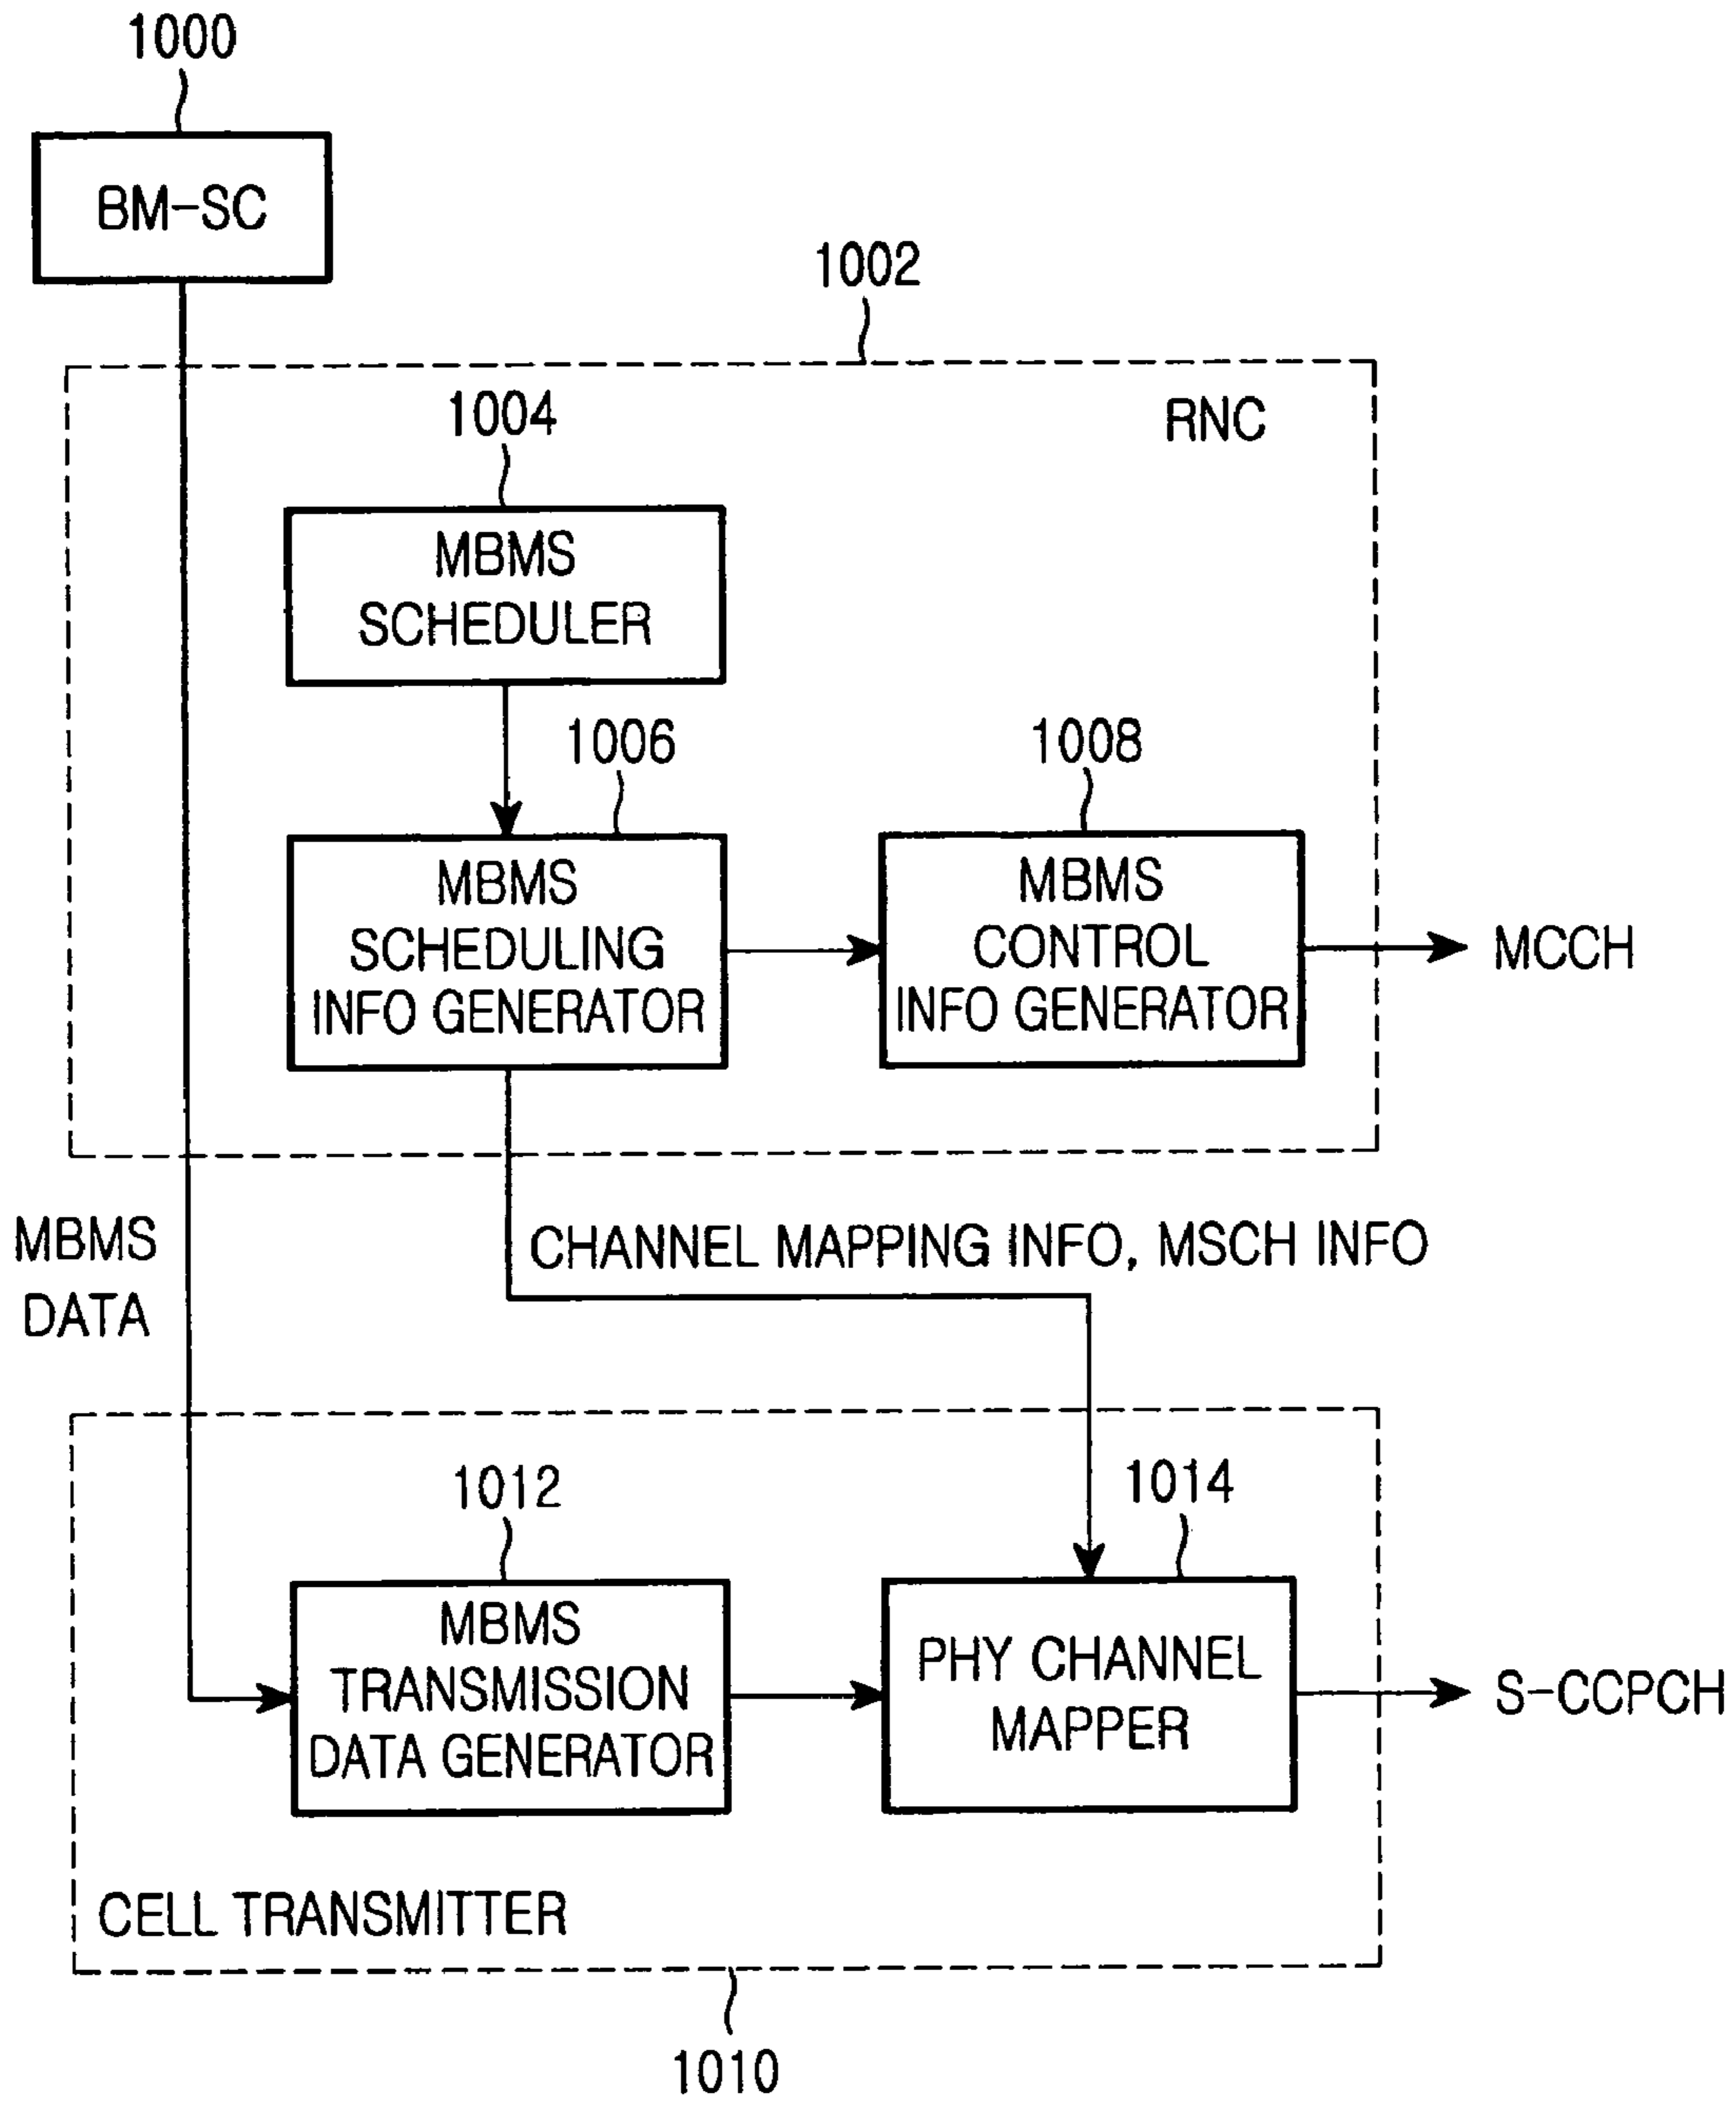 1000
BM-SC
1002
RNC
1004
MBMS
SCHEDULER
1006
MBMS
SCHEDULING
INFO GENERATOR
1008
MBMS
CONTROL
INFO GENERATOR
MCCH
MBMS
DATA
CHANNEL MAPPING INFO, MSCH INFO
1012
MBMS
TRANSMISSION
DATA GENERATOR
1014
PHY CHANNEL
MAPPER
S-CCPCH
CELL TRANSMITTER
1010